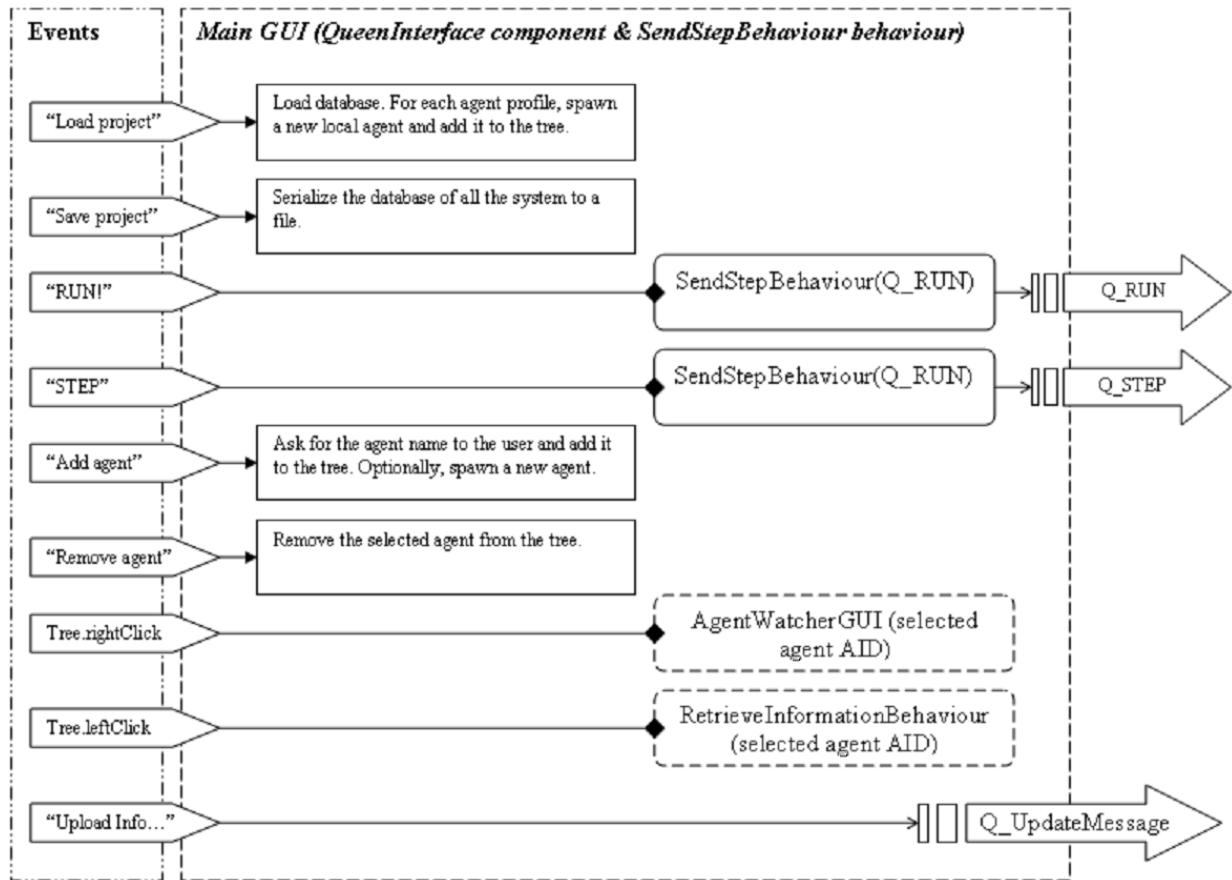 Events
Main GUI (QueenInterface component & SendStepBehaviour behaviour)
“Load project”
Load database. For each agent profile, spawn
a new local agent and add it to the tree.
“Save project”
Serialize the database of all the system to a
file.
“RUN!”
SendStepBehaviour(Q_RUN)
Q_RUN
“STEP”
SendStepBehaviour(Q_RUN)
Q_STEP
“Add agent”
Ask for the agent name to the user and add it
to the tree. Optionally, spawn a new agent.
“Remove agent”
Remove the selected agent from the tree.
Tree.rightClick
AgentWatcherGUI (selected
agent AID)
Tree.leftClick
RetrieveInformationBehaviour
(selected agent AID)
“Upload Info...”
Q_UpdateMessage